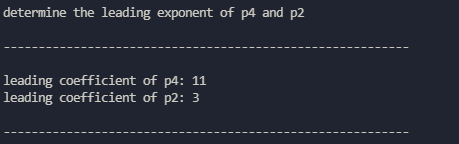 determine the leading exponent of p4 and p2
----------------------------------------------------------
leading coefficient of p4: 11
leading coefficient of p2: 3
----------------------------------------------------------